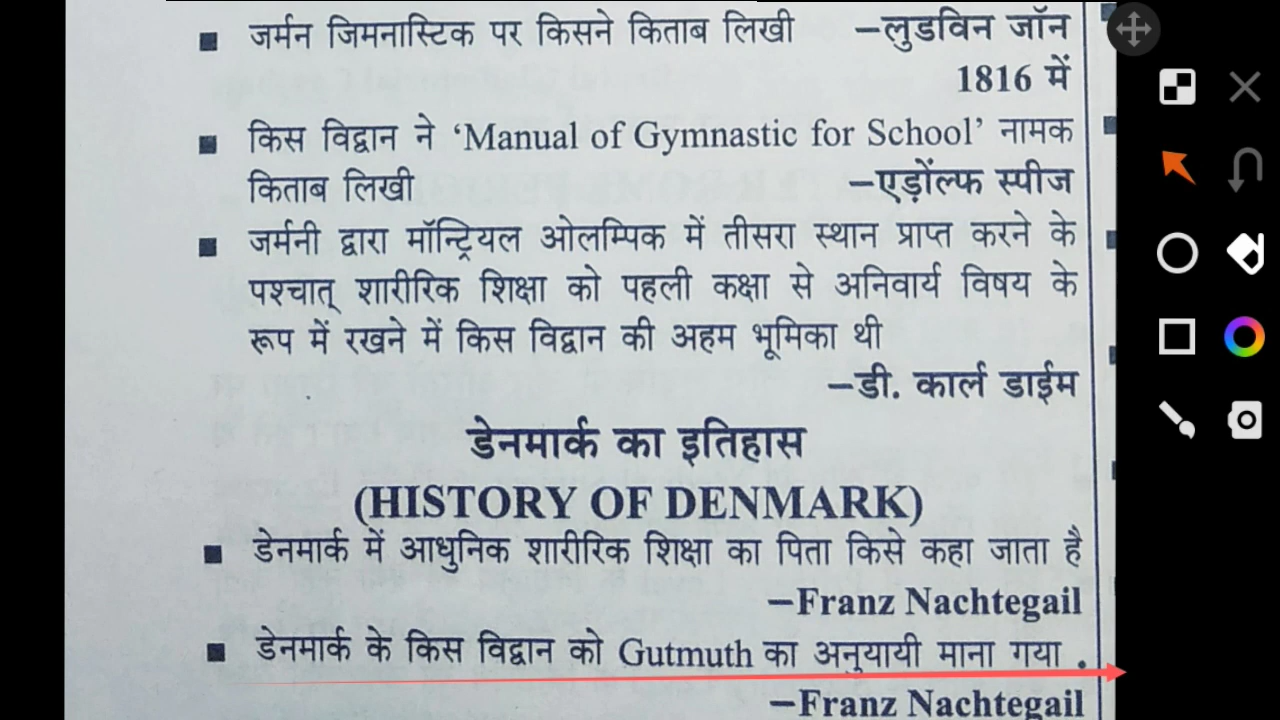 ■ जर्मन जिमनास्टिक पर किसने किताब लिखी –लुडविन जॉन
1816 में
■ किस विद्वान ने ‘Manual of Gymnastic for School’ नामक
किताब लिखी –एड़ोंल्फ स्पीज
■ जर्मनी द्वारा मॉन्ट्रियल ओलम्पिक में तीसरा स्थान प्राप्त करने के
पश्चात् शारीरिक शिक्षा को पहली कक्षा से अनिवार्य विषय के
रूप में रखने में किस विद्वान की अहम भूमिका थी
–डी. कार्ल डाईम
डेनमार्क का इतिहास
(HISTORY OF DENMARK)
■ डेनमार्क में आधुनिक शारीरिक शिक्षा का पिता किसे कहा जाता है
–Franz Nachtegail
■ डेनमार्क के किस विद्वान को Gutmuth का अनुयायी माना गया .
–Franz Nachtegail